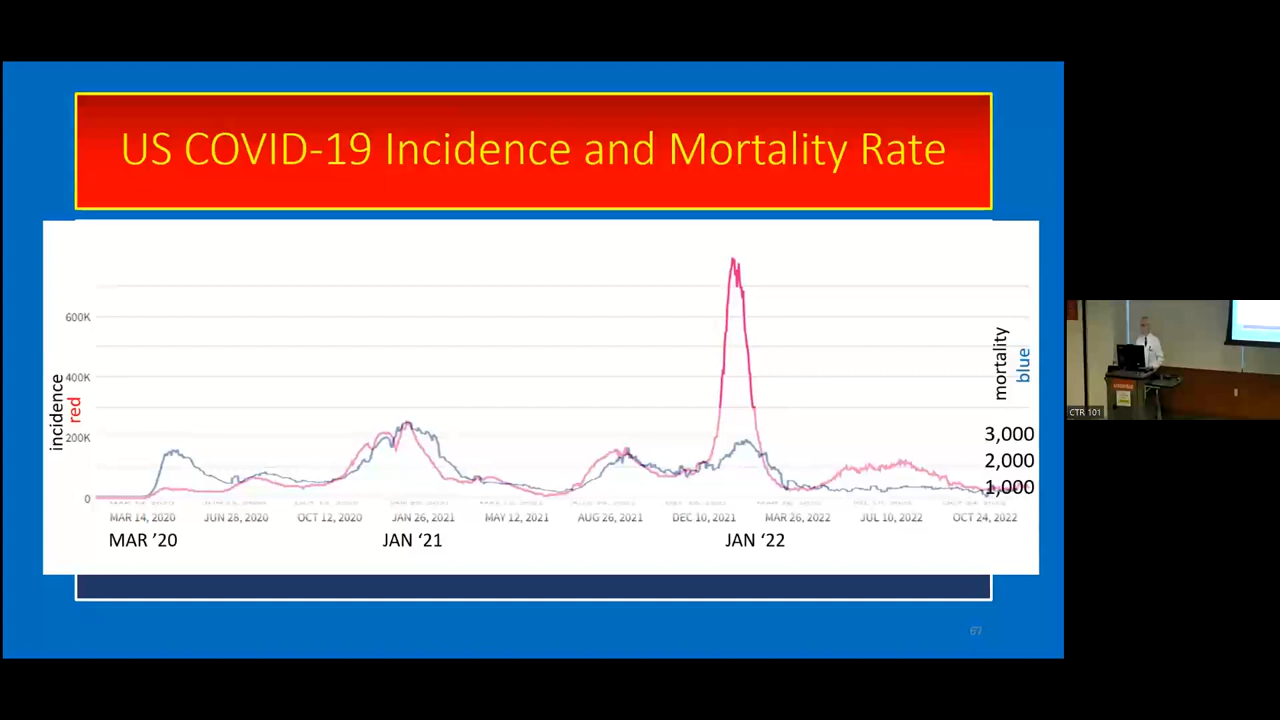 US COVID-19 Incidence and Mortality Rate
600K
400K
200K
0
incidence
red
mortality
blue
3,000
2,000
1,000
MAR 14, 2020 JUN 28, 2020 OCT 12, 2020 JAN 26, 2021 MAY 12, 2021 AUG 26, 2021 DEC 10, 2021 MAR 26, 2022 JUL 10, 2022 OCT 24, 2022
MAR ’20 JAN ‘21 JAN ‘22
67
CTR 101